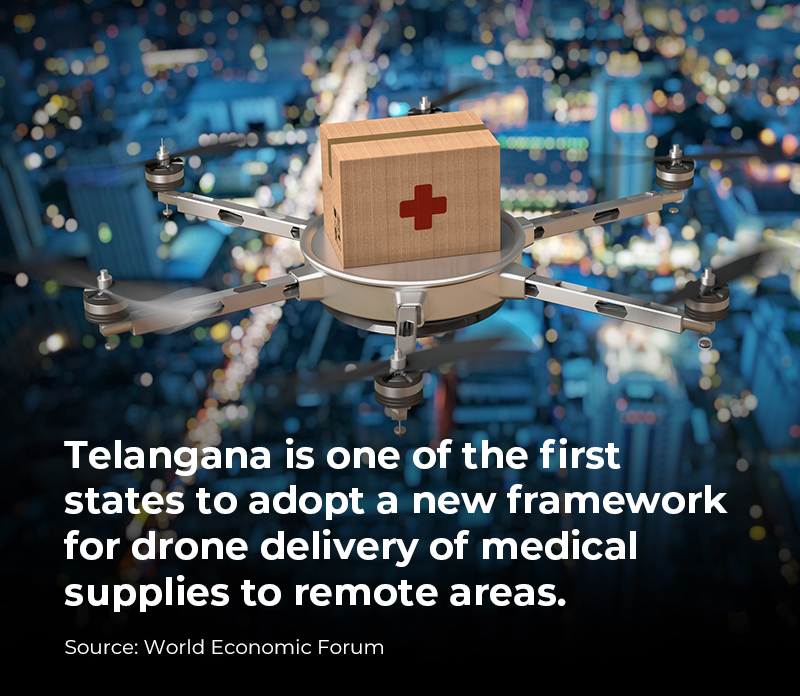 Telangana is one of the first
states to adopt a new framework
for drone delivery of medical
supplies to remote areas.
Source: World Economic Forum